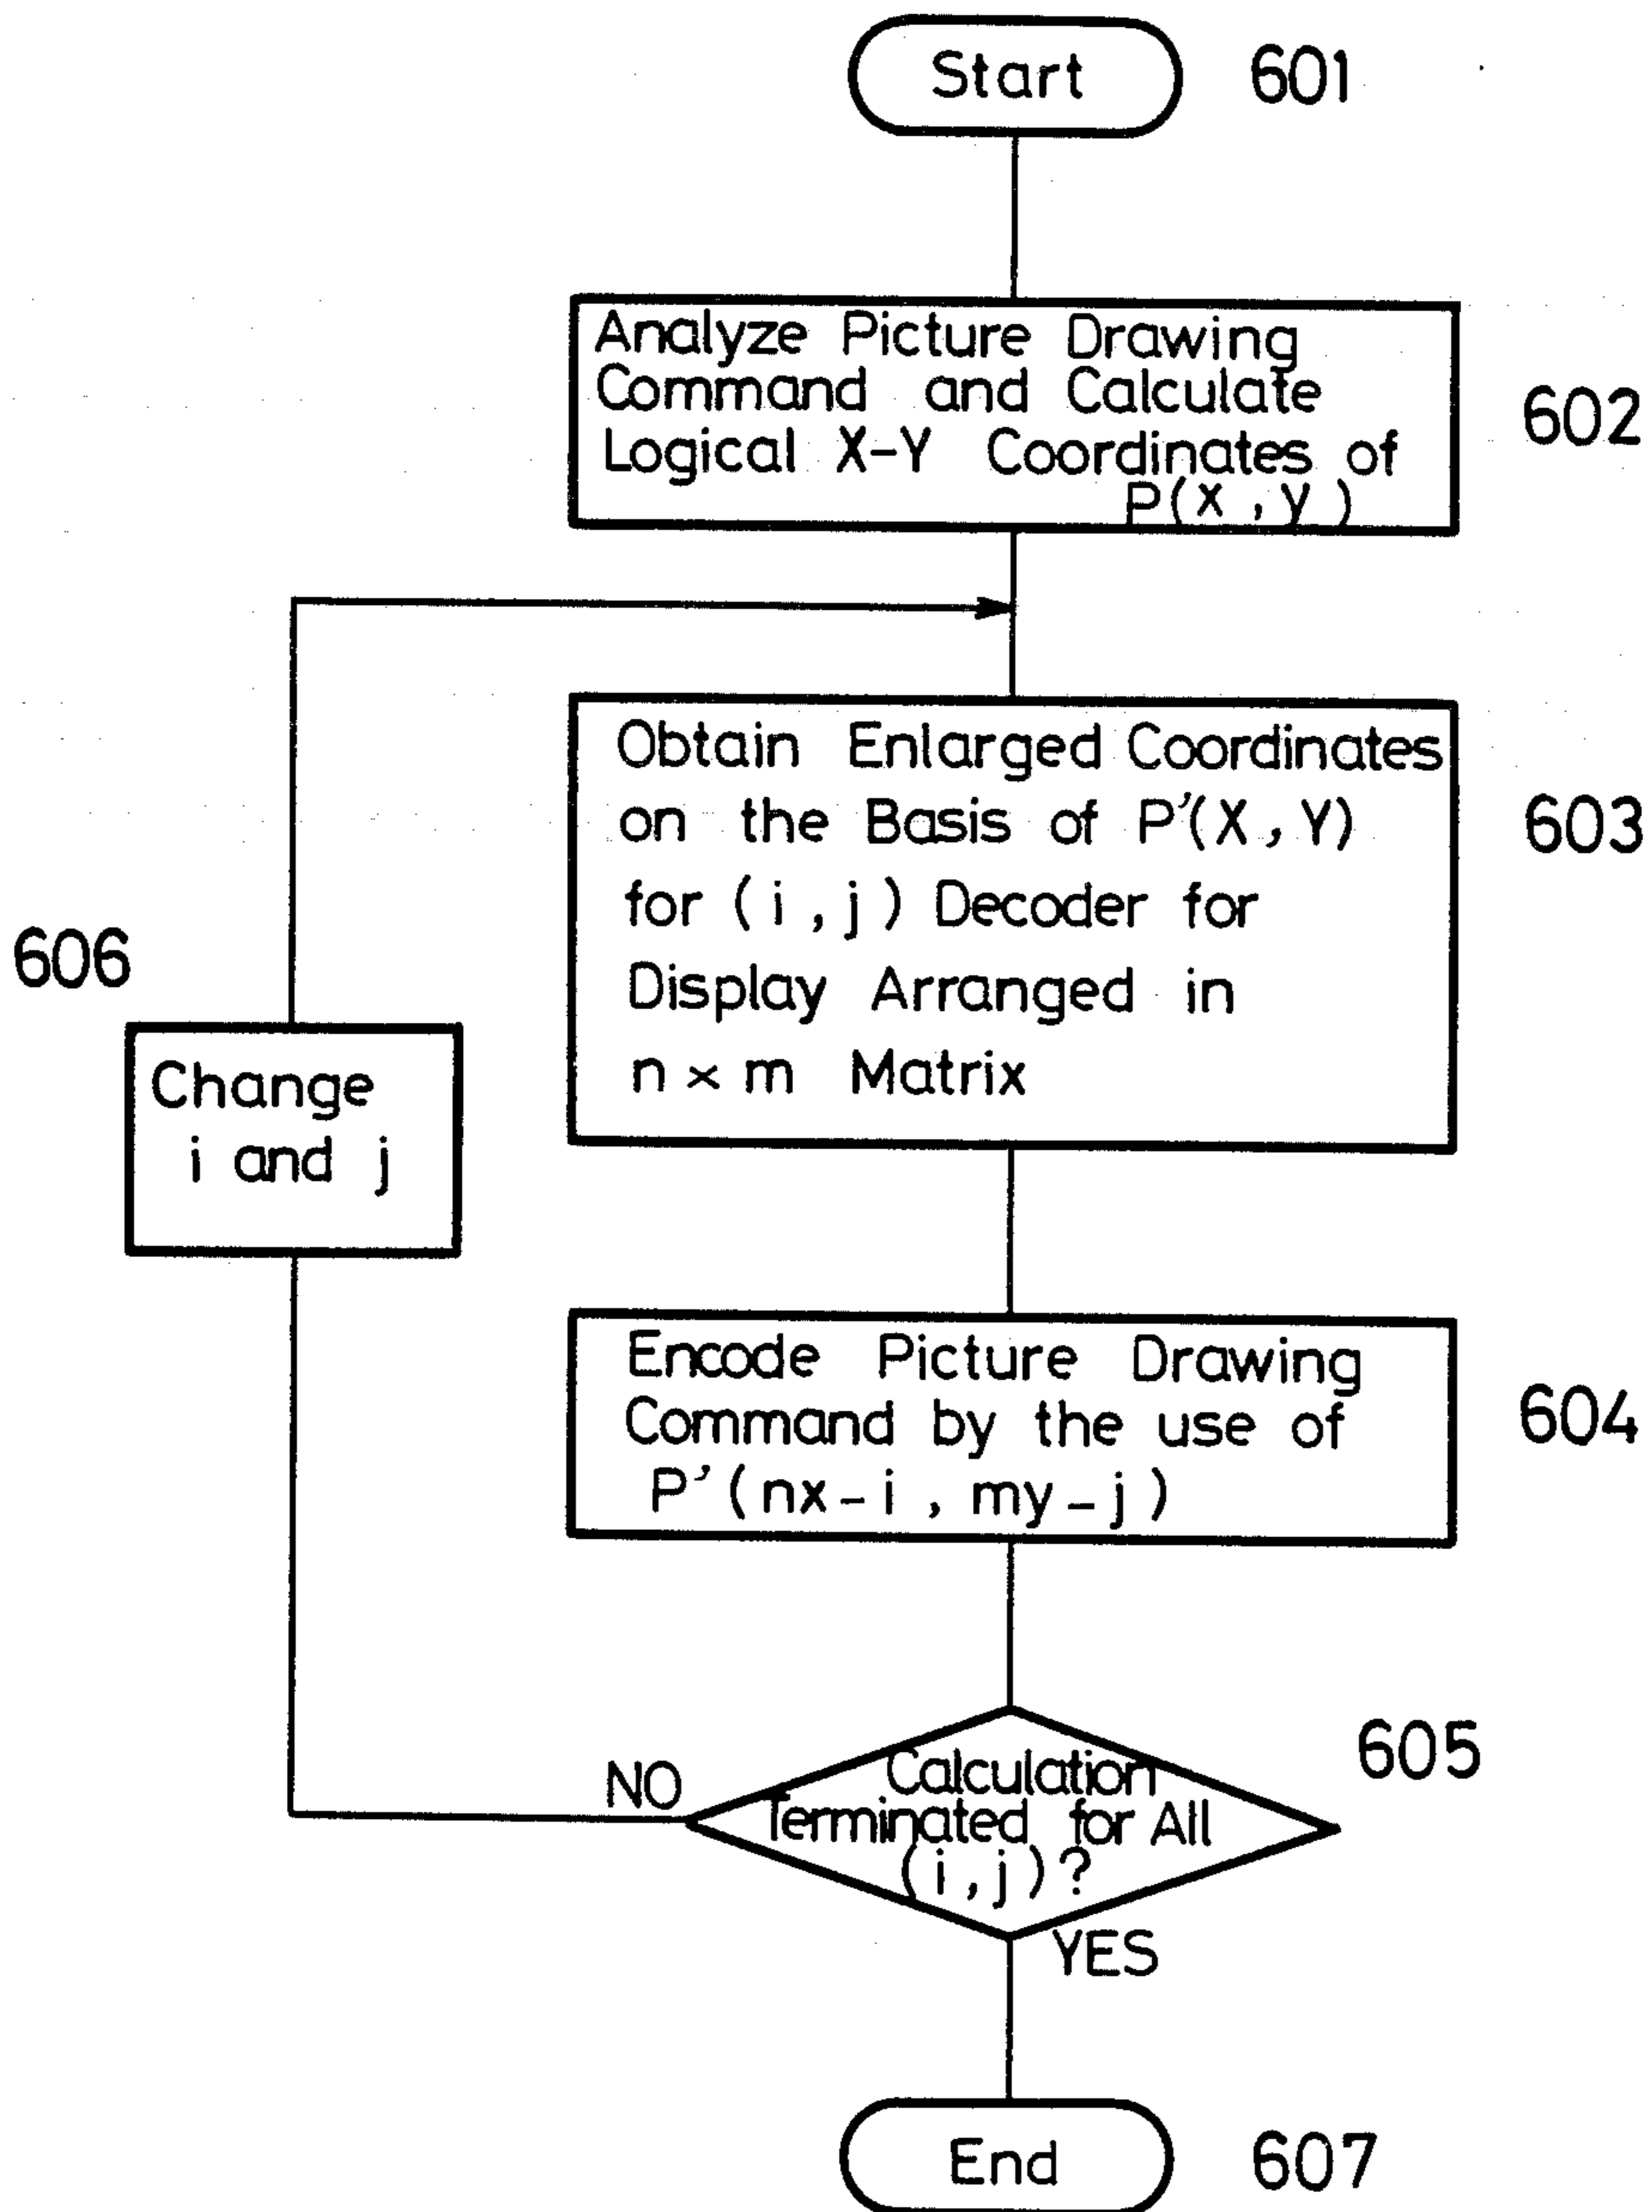 Start
601
Analyze Picture Drawing
Command and Calculate
Logical X-Y Coordinates of
P(x, y)
602
Obtain Enlarged Coordinates
on the Basis of P'(X, Y)
for (i, j) Decoder for
Display Arranged in
n × m Matrix
603
606
Change
i and j
Encode Picture Drawing
Command by the use of
P'(nx-i, my-j)
604
605
Calculation
Terminated for All
(i, j)?
NO
YES
End
607